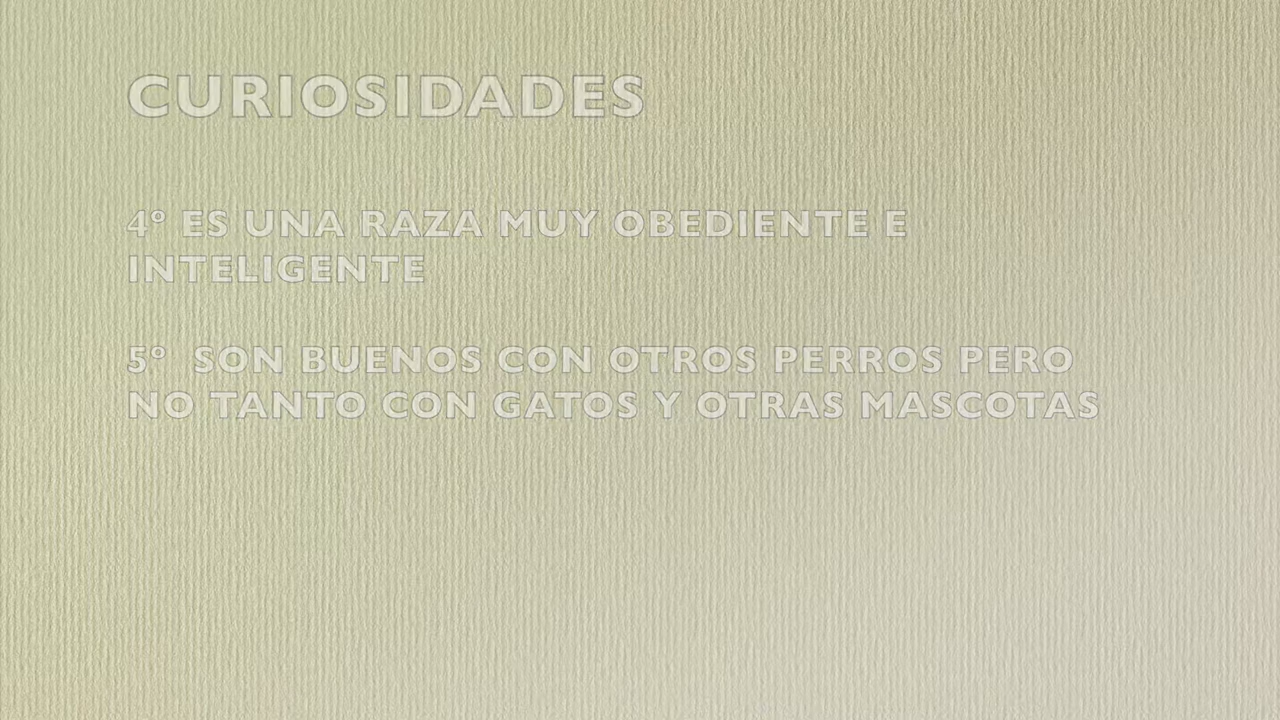 CURIOSIDADES
4º ES UNA RAZA MUY OBEDIENTE E
INTELIGENTE
5º SON BUENOS CON OTROS PERROS PERO
NO TANTO CON GATOS Y OTRAS MASCOTAS